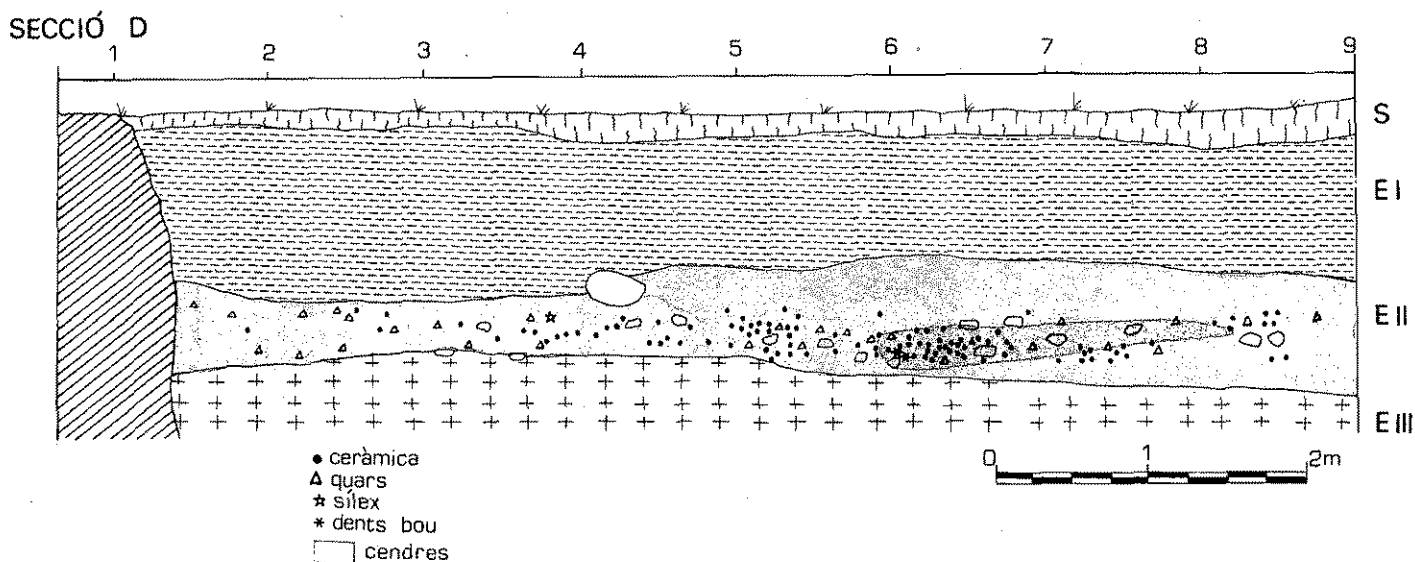 SECCIÓ D
1 2 3 4 5 6 7 8 9
S
E I
E II
E III
0 1 2m
ceràmica
quars
sílex
dents bou
cendres